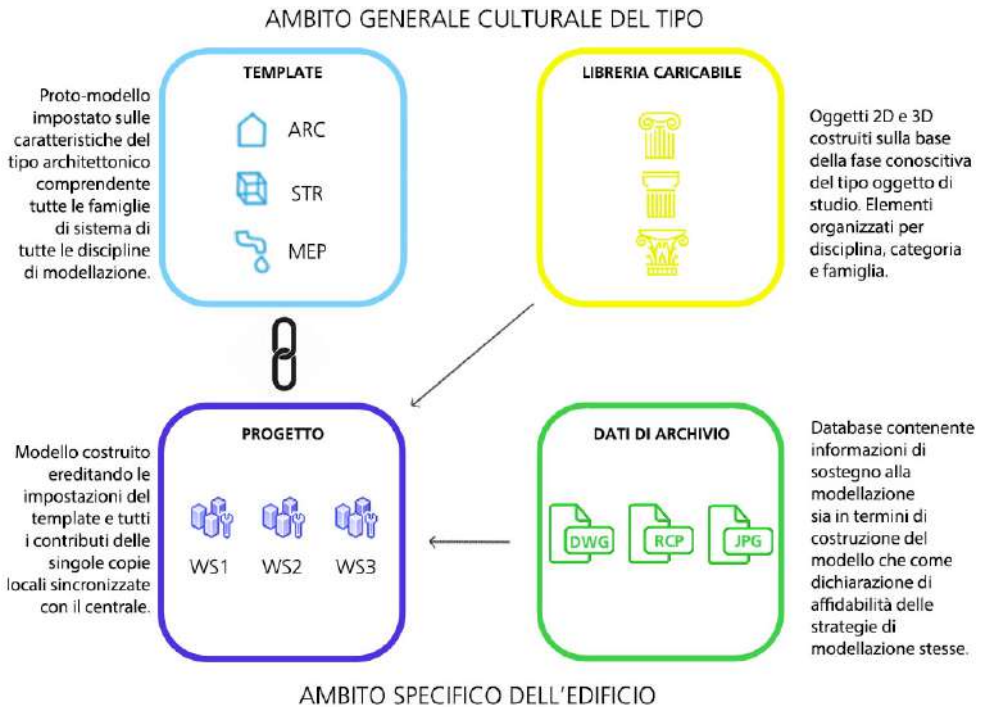 AMBITO GENERALE CULTURALE DEL TIPO
Proto-modello
impostato sulle
caratteristiche del
tipo architettonico
comprendente
tutte le famiglie
di sistema di
tutte le discipline
di modellazione.
TEMPLATE
ARC
STR
MEP
LIBRERIA CARICABILE
Oggetti 2D e 3D
costruiti sulla base
della fase conoscitiva
del tipo oggetto di
studio. Elementi
organizzati per
disciplina, categoria
e famiglia.
Modello costruito
ereditando le
impostazioni del
template e tutti
i contributi delle
singole copie
locali sincronizzate
con il centrale.
PROGETTO
WS1 WS2 WS3
DATI DI ARCHIVIO
DWG RCP JPG
Database contenente
informazioni di
sostegno alla
modellazione
sia in termini di
costruzione del
modello che come
dichiarazione di
affidabilità delle
strategie di
modellazione stesse.
AMBITO SPECIFICO DELL'EDIFICIO